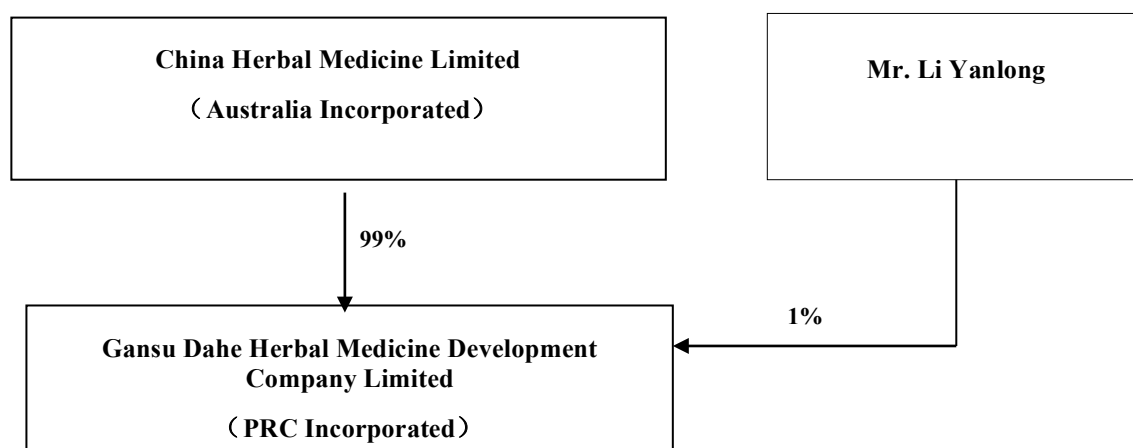 China Herbal Medicine Limited
（Australia Incorporated）
Mr. Li Yanlong
99%
1%
Gansu Dahe Herbal Medicine Development
Company Limited
（PRC Incorporated）